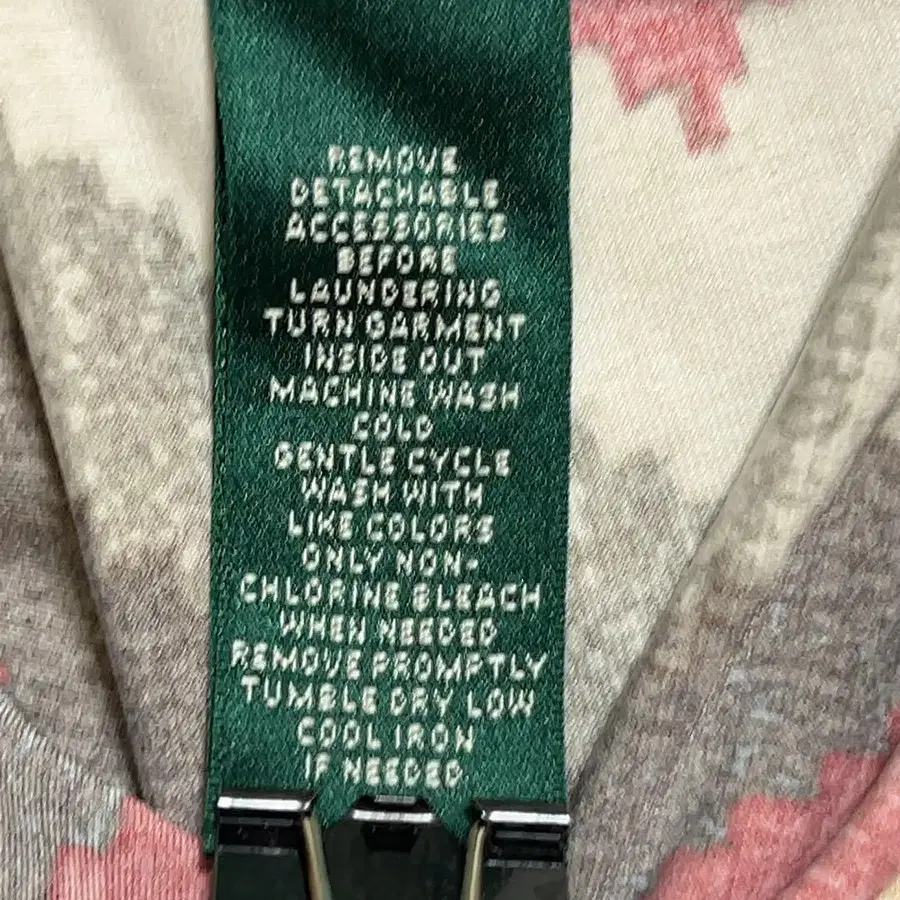 REMOVE
DETACHABLE
ACCESSORIES
BEFORE
LAUNDERING
TURN GARMENT
INSIDE OUT
MACHINE WASH
COLD
GENTLE CYCLE
WASH WITH
LIKE COLORS
ONLY NON-
CHLORINE BLEACH
WHEN NEEDED
REMOVE PROMPTLY
TUMBLE DRY LOW
COOL IRON
IF NEEDED